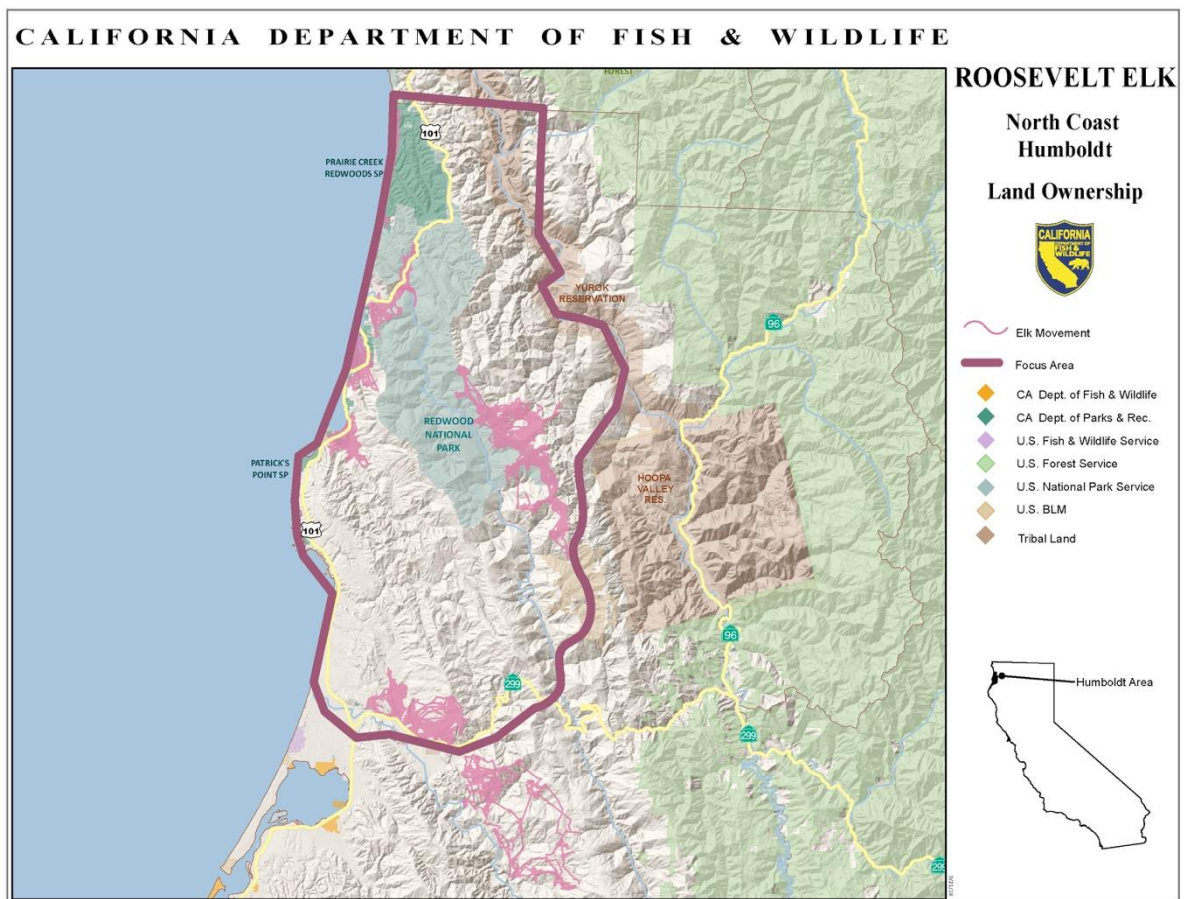 CALIFORNIA DEPARTMENT OF FISH & WILDLIFE
ROOSEVELT ELK
North Coast
Humboldt
Land Ownership
CALIFORNIA
DEPARTMENT OF
FISH &
WILDLIFE
Elk Movement
Focus Area
CA Dept. of Fish & Wildlife
CA Dept. of Parks & Rec.
U.S. Fish & Wildlife Service
U.S. Forest Service
U.S. National Park Service
U.S. BLM
Tribal Land
Humboldt Area
FOREST
101
PRAIRIE CREEK
REDWOODS SP
YUROK
RESERVATION
96
REDWOOD
NATIONAL
PARK
PATRICK'S
POINT SP
HOOPA
VALLEY
RES.
101
96
299
299
299